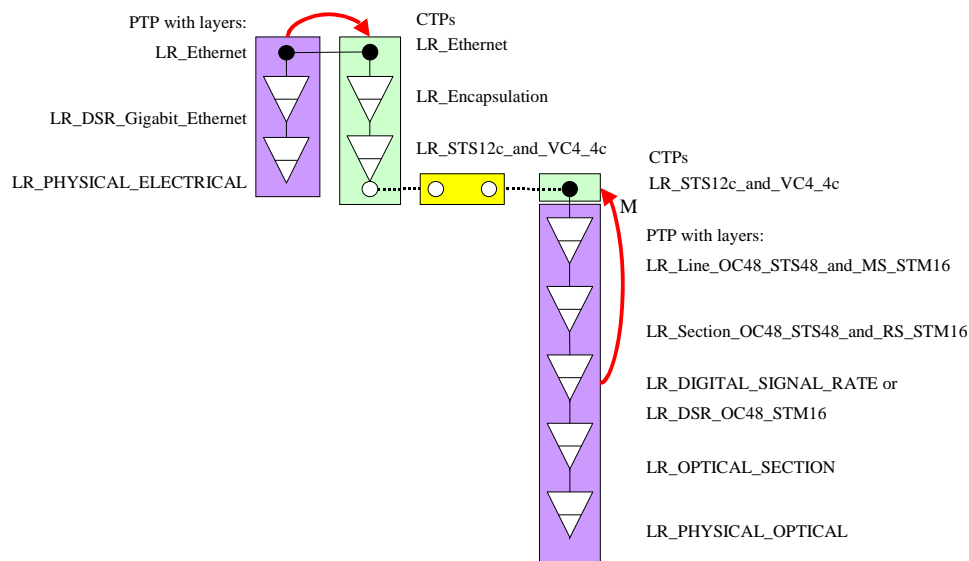 PTP with layers:
CTPs
LR_Ethernet
LR_Ethernet
LR_Encapsulation
LR_DSR_Gigabit_Ethernet
LR_STS12c_and_VC4_4c
LR_PHYSICAL_ELECTRICAL
CTPs
LR_STS12c_and_VC4_4c
M
PTP with layers:
LR_Line_OC48_STS48_and_MS_STM16
LR_Section_OC48_STS48_and_RS_STM16
LR_DIGITAL_SIGNAL_RATE or
LR_DSR_OC48_STM16
LR_OPTICAL_SECTION
LR_PHYSICAL_OPTICAL